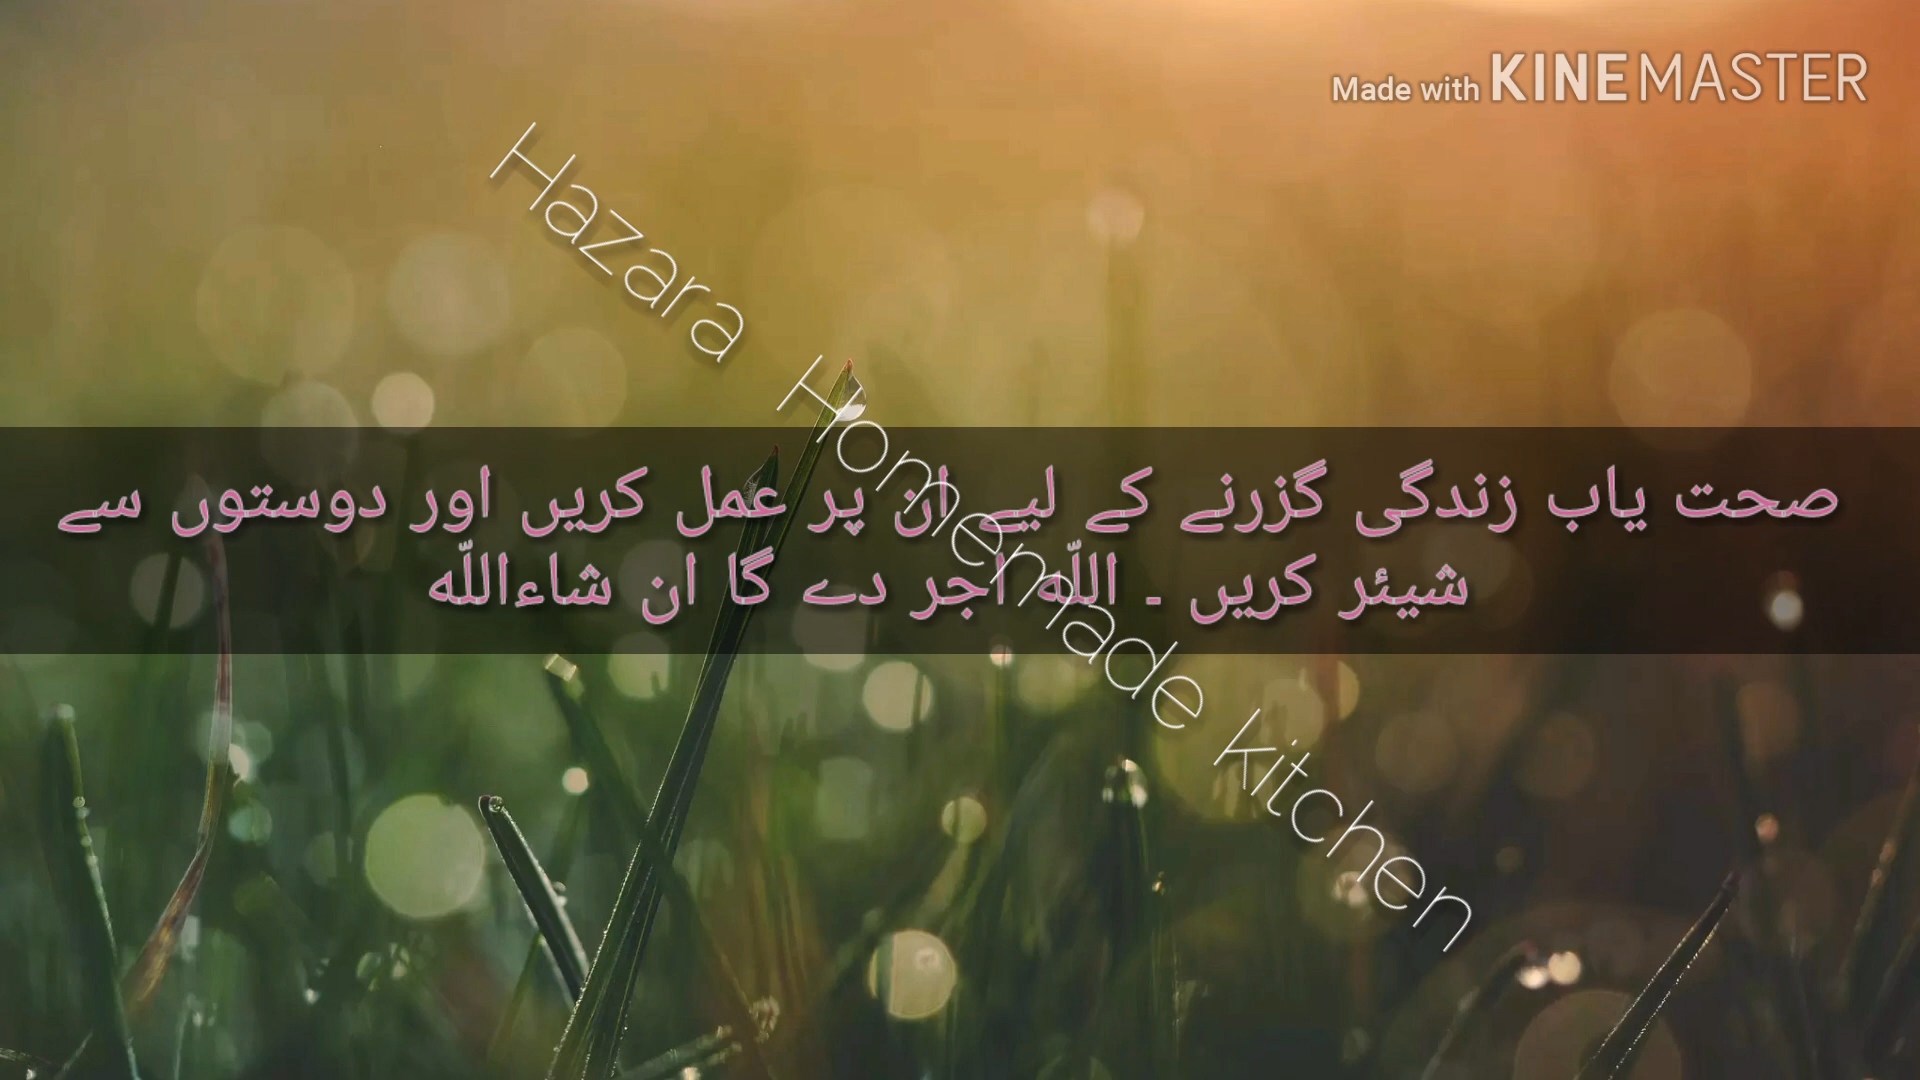 Made with KINEMASTER
Hazara Homemade kitchen
صحت یاب زندگی گزرنے کے لیے ان پر عمل کریں اور دوستوں سے
شیئر کریں ۔ اللّٰه اجر دے گا ان شاءاللّٰه